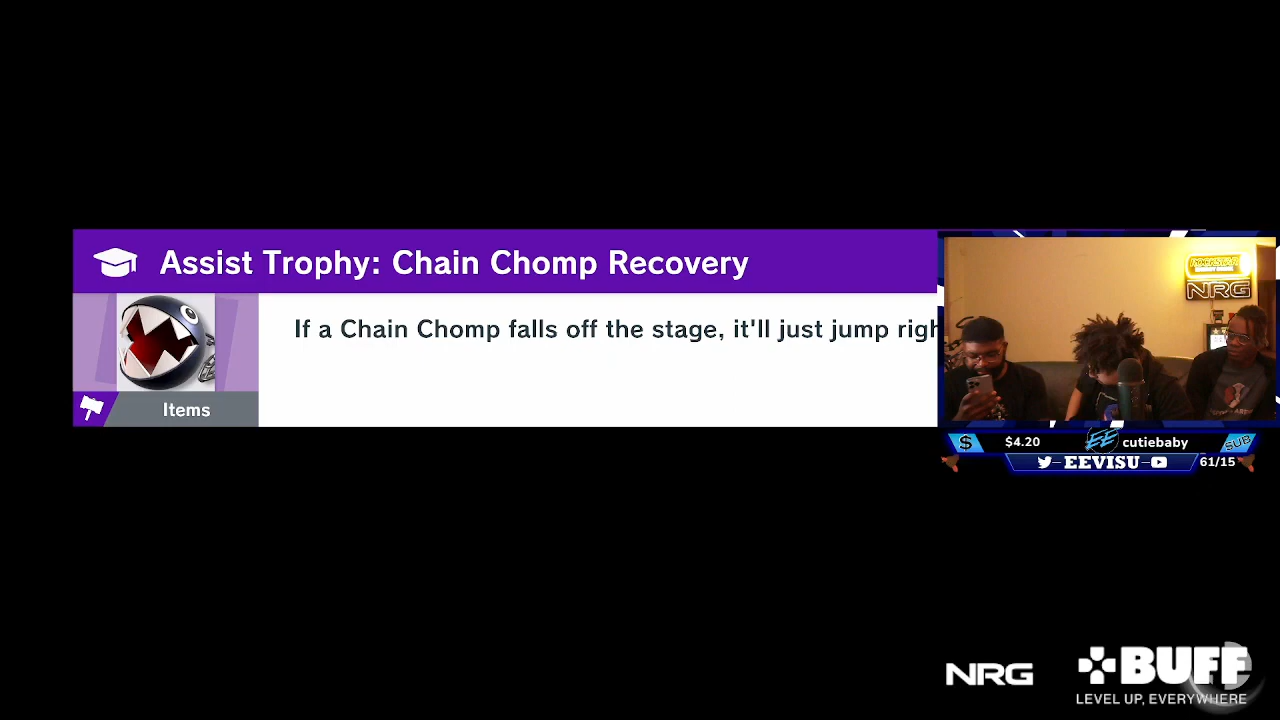 Assist Trophy: Chain Chomp Recovery
If a Chain Chomp falls off the stage, it'll just jump righ
Items
NRG
$ $4.20 EE cutiebaby SUB
EEVISU 61/15
NRG BUFF
LEVEL UP, EVERYWHERE